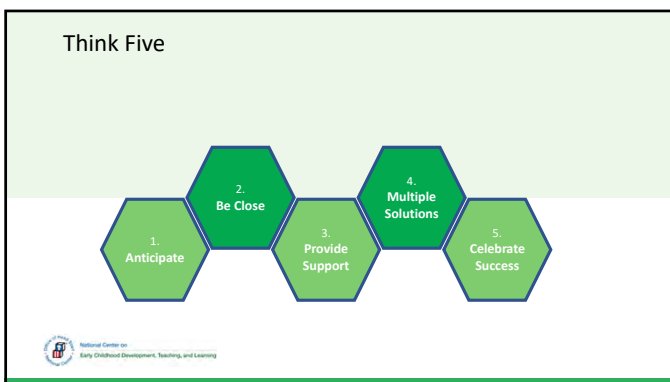 Think Five
1.
Anticipate
2.
Be Close
3.
Provide
Support
4.
Multiple
Solutions
5.
Celebrate
Success
National Center on
Early Childhood Development, Teaching, and Learning